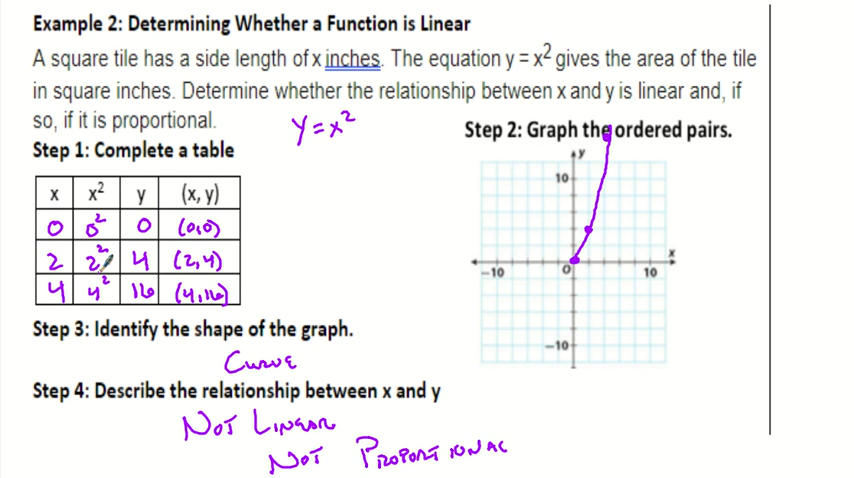 Example 2: Determining Whether a Function is Linear
A square tile has a side length of x inches. The equation y = x² gives the area of the tile
in square inches. Determine whether the relationship between x and y is linear and, if
so, if it is proportional.
y = x²
Step 1: Complete a table
Step 2: Graph the ordered pairs.
x x² y (x, y)
0 0² 0 (0,0)
2 2² 4 (2,4)
4 4² 16 (4,16)
y
10
x
-10 0 10
-10
Step 3: Identify the shape of the graph.
CURVE
Step 4: Describe the relationship between x and y
NOT LINEAR
NOT PROPORTIONAL